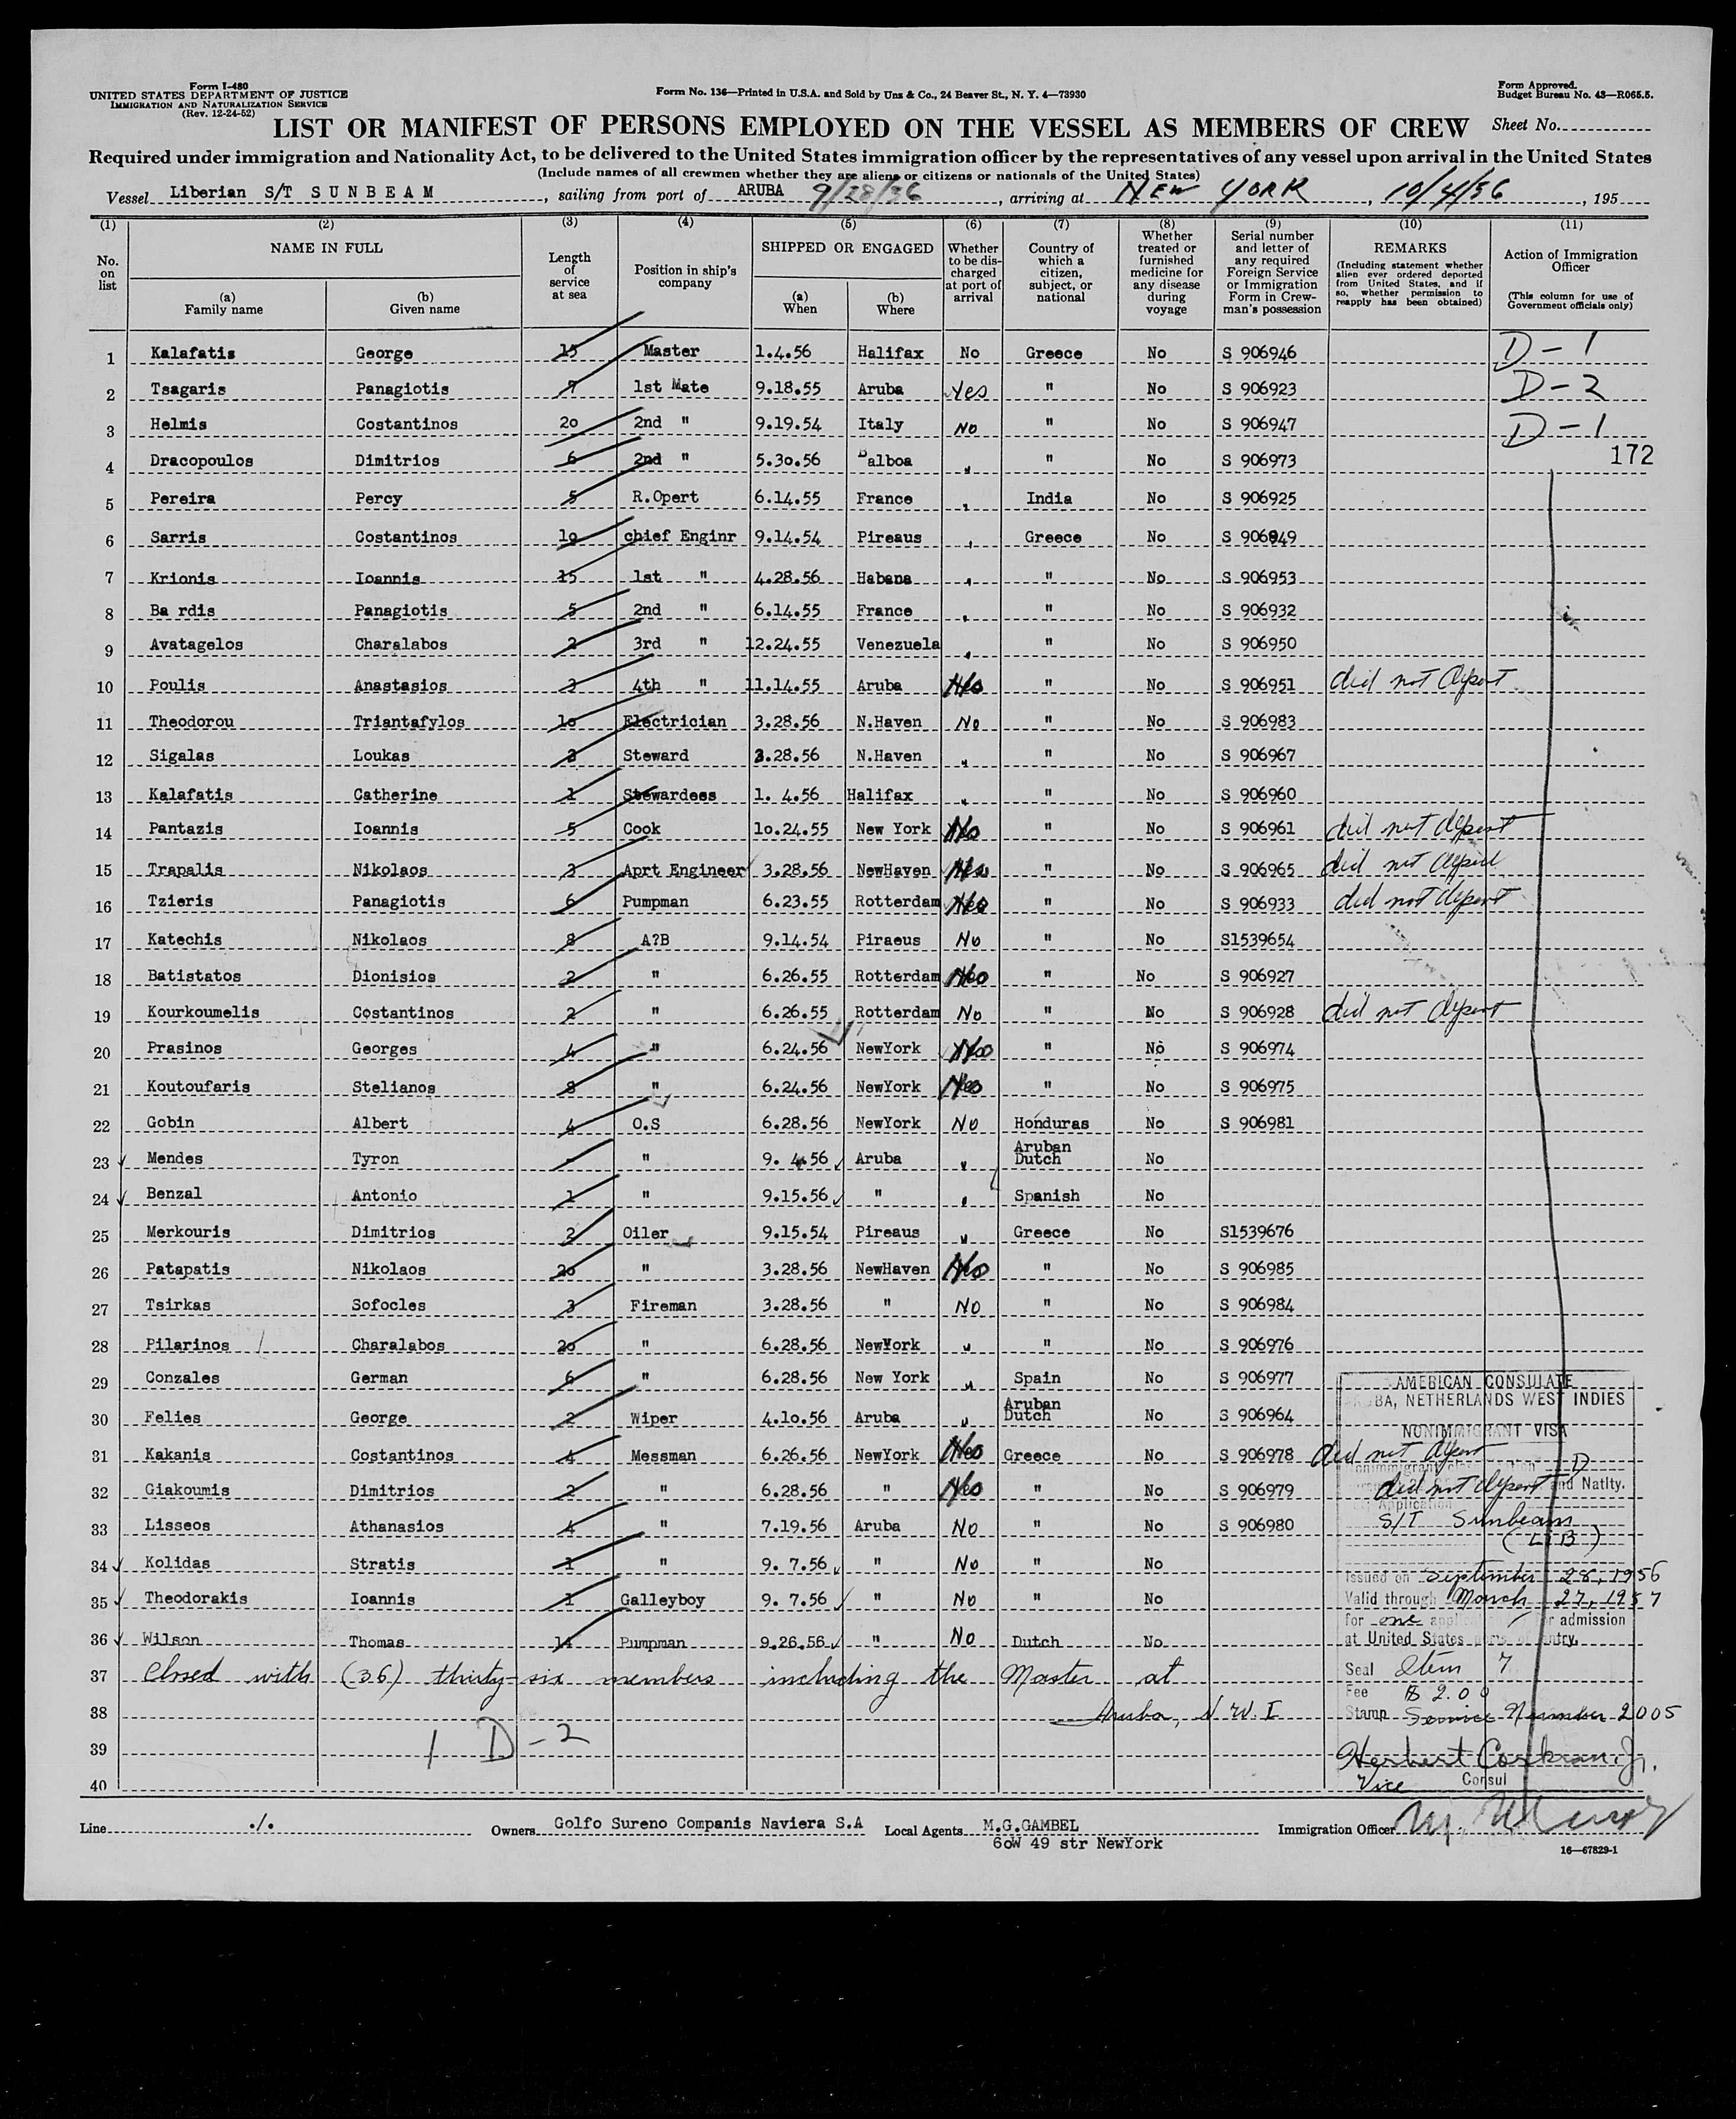 Form I-480
UNITED STATES DEPARTMENT OF JUSTICE
IMMIGRATION AND NATURALIZATION SERVICE
(Rev. 12-24-52)
Form No. 136—Printed in U.S.A. and Sold by Unz & Co., 24 Beaver St., N. Y. 4—73930
Form Approved.
Budget Bureau No. 43—R065.5.
LIST OR MANIFEST OF PERSONS EMPLOYED ON THE VESSEL AS MEMBERS OF CREW Sheet No.
Required under immigration and Nationality Act, to be delivered to the United States immigration officer by the representatives of any vessel upon arrival in the United States
(Include names of all crewmen whether they are aliens or citizens or nationals of the United States)
Vessel Liberian S/T S U N B E A M, sailing from port of ARUBA 9/28/56, arriving at NEW YORK, 10/4/56, 195
(1) (2) (3) (4) (5) (6) (7) (8) (9) (10) (11)
No. on list
NAME IN FULL
(a) Family name
(b) Given name
Length of service at sea
Position in ship's company
SHIPPED OR ENGAGED
(a) When
(b) Where
Whether to be discharged at port of arrival
Country of which a citizen, subject, or national
Whether treated or furnished medicine for any disease during voyage
Serial number and letter of any required Foreign Service or Immigration Form in Crewman's possession
REMARKS
(Including statement whether alien ever ordered deported from United States, and if so, whether permission to reapply has been obtained)
Action of Immigration Officer
(This column for use of Government officials only)
1 Kalafatis George 15 Master 1.4.56 Halifax No Greece No S 906946 D-1
2 Tsagaris Panagiotis 7 1st Mate 9.18.55 Aruba Yes " No S 906923 D-2
3 Helmis Costantinos 20 2nd " 9.19.54 Italy No " No S 906947 D-1
172
4 Dracopoulos Dimitrios 6 2nd " 5.30.56 Balboa " " No S 906973
5 Pereira Percy 5 R.Opert 6.14.55 France " India No S 906925
6 Sarris Costantinos 10 chief Enginr 9.14.54 Pireaus " Greece No S 906949
7 Krionis Ioannis 15 1st " 4.28.56 Habana " " No S 906953
8 Ba rdis Panagiotis 5 2nd " 6.14.55 France " " No S 906932
9 Avatagelos Charalabos 2 3rd " 12.24.55 Venezuela " " No S 906950
10 Poulis Anastasios 3 4th " 11.14.55 Aruba " No S 906951 did not depart
11 Theodorou Triantafylos 10 Electrician 3.28.56 N.Haven No " No S 906983
12 Sigalas Loukas 2 Steward 3.28.56 N.Haven " " No S 906967
13 Kalafatis Catherine 1 Stewardees 1. 4.56 Halifax " " No S 906960
14 Pantazis Ioannis 5 Cook 10.24.55 New York " No S 906961 did not depart
15 Trapalis Nikolaos 3 Aprt Engineer 3.28.56 NewHaven " No S 906965 did not depart
16 Tzieris Panagiotis 6 Pumpman 6.23.55 Rotterdam " No S 906933 did not depart
17 Katechis Nikolaos 8 A?B 9.14.54 Piraeus No " No S1539654
18 Batistatos Dionisios 2 " 6.26.55 Rotterdam " No S 906927
19 Kourkoumelis Costantinos 2 " 6.26.55 Rotterdam No " No S 906928 did not depart
20 Prasinos Georges 4 " 6.24.56 NewYork " No S 906974
21 Koutoufaris Stelianos 8 " 6.24.56 NewYork " No S 906975
22 Gobin Albert 4 O.S 6.28.56 NewYork No Honduras No S 906981
23 Mendes Tyron - " 9. 4.56 Aruba " Aruban Dutch No
24 Benzal Antonio 1 " 9.15.56 " " Spanish No
25 Merkouris Dimitrios 2 Oiler 9.15.54 Pireaus " Greece No S1539676
26 Patapatis Nikolaos 20 " 3.28.56 NewHaven " No S 906985
27 Tsirkas Sofocles 3 Fireman 3.28.56 " No " No S 906984
28 Pilarinos Charalabos 20 " 6.28.56 NewYork " " No S 906976
29 Conzales German 6 " 6.28.56 New York " Spain No S 906977
30 Felies George 2 Wiper 4.10.56 Aruba " Aruban Dutch No S 906964
31 Kakanis Costantinos 4 Messman 6.26.56 NewYork Greece No S 906978 did not depart
32 Giakoumis Dimitrios 2 " 6.28.56 " " No S 906979 did not depart
33 Lisseos Athanasios 4 " 7.19.56 Aruba No " No S 906980
34 Kolidas Stratis 1 " 9. 7.56 " No " No
35 Theodorakis Ioannis 1 Galleyboy 9. 7.56 " No " No
36 Wilson Thomas 14 Pumpman 9.26.56 " No Dutch No
37 Closed with (36) thirty-six members including the Master at
38 Aruba, N.W.I.
39 1 D-2
40
AMERICAN CONSULATE
ARUBA, NETHERLANDS WEST INDIES
NONIMMIGRANT VISA
Nonimmigrant classification D
and Natlty.
Application
S/T Sunbeam
(LIB)
Issued on September 28, 1956
Valid through March 27, 1957
for one admission
at United States ports of entry.
Seal Item 7
Fee $ 2.00
Stamp Service Number 2005
Herbert Corkran, Jr.
Vice Consul
Line ./. Owners Golfo Sureno Companis Naviera S.A Local Agents M.G.GAMBEL
60W 49 str NewYork
Immigration Officer
16—67829-1